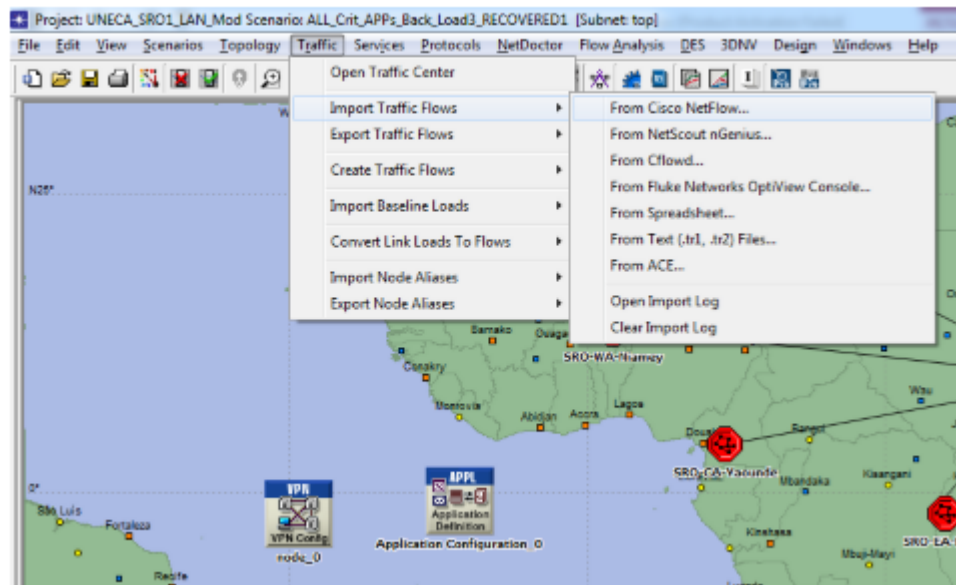 Project: UNECA_SRO1_LAN_Mod Scenario: ALL_Crit_APPs_Back_Load3_RECOVERED1 [Subnet: top]
File Edit View Scenarios Topology Traffic Services Protocols NetDoctor Flow Analysis DES 3DNV Design Windows Help
Open Traffic Center
Import Traffic Flows
Export Traffic Flows
Create Traffic Flows
Import Baseline Loads
Convert Link Loads To Flows
Import Node Aliases
Export Node Aliases
From Cisco NetFlow...
From NetScout nGenius...
From Cflowd...
From Fluke Networks OptiView Console...
From Spreadsheet...
From Text (.tr1, .tr2) Files...
From ACE...
Open Import Log
Clear Import Log
N25°
Bamako
Ouaga
SRO-WA-Niamey
Conakry
Monrovia
Abidjan
Accra
Lagos
Doual
Bangui
Wau
SRO-CA-Yaounde
Mbandaka
Kisangani
0°
São Luis
Fortaleza
Recife
VPN
VPN Config
node_0
APPL
Application
Definition
Application Configuration_0
Kinshasa
SRO-EA-
Mbuji-Mayi